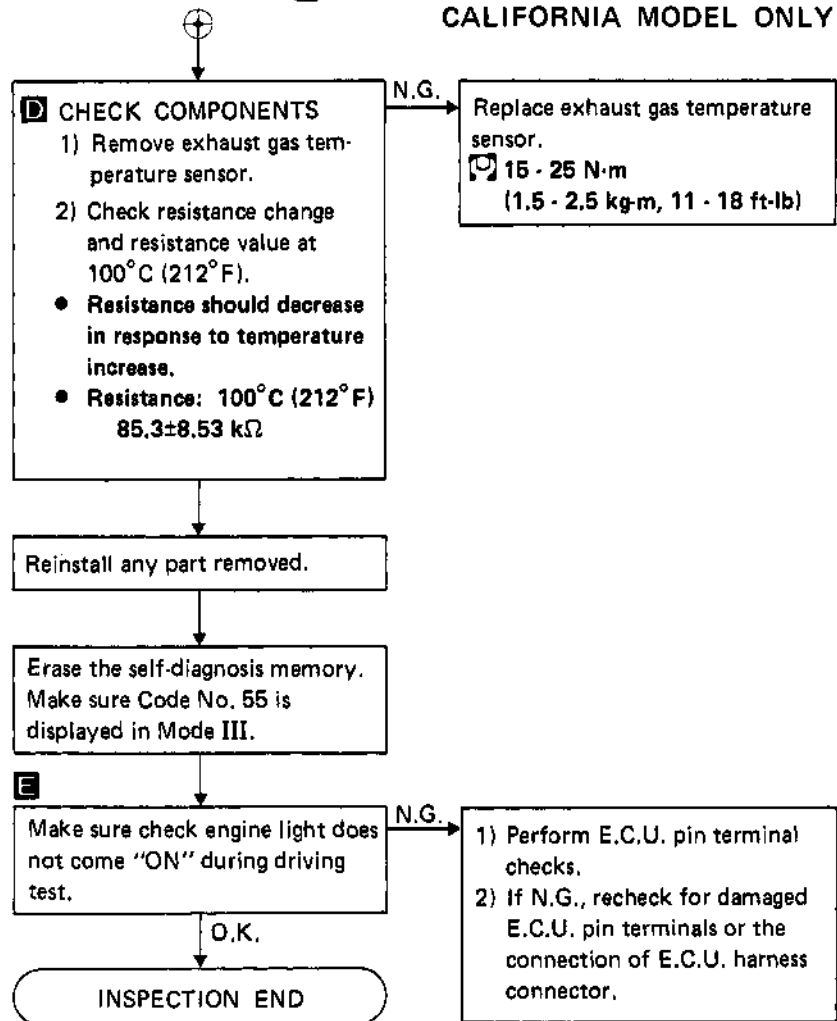 CALIFORNIA MODEL ONLY
D CHECK COMPONENTS
1) Remove exhaust gas tem-
perature sensor.
2) Check resistance change
and resistance value at
100°C (212°F).
● Resistance should decrease
in response to temperature
increase.
● Resistance: 100°C (212°F)
85.3±8.53 kΩ
N.G.
Replace exhaust gas temperature
sensor.
15 - 25 N·m
(1.5 - 2.5 kg-m, 11 - 18 ft-lb)
Reinstall any part removed.
Erase the self-diagnosis memory.
Make sure Code No. 55 is
displayed in Mode III.
E
Make sure check engine light does
not come "ON" during driving
test.
N.G.
1) Perform E.C.U. pin terminal
checks.
2) If N.G., recheck for damaged
E.C.U. pin terminals or the
connection of E.C.U. harness
connector.
O.K.
INSPECTION END